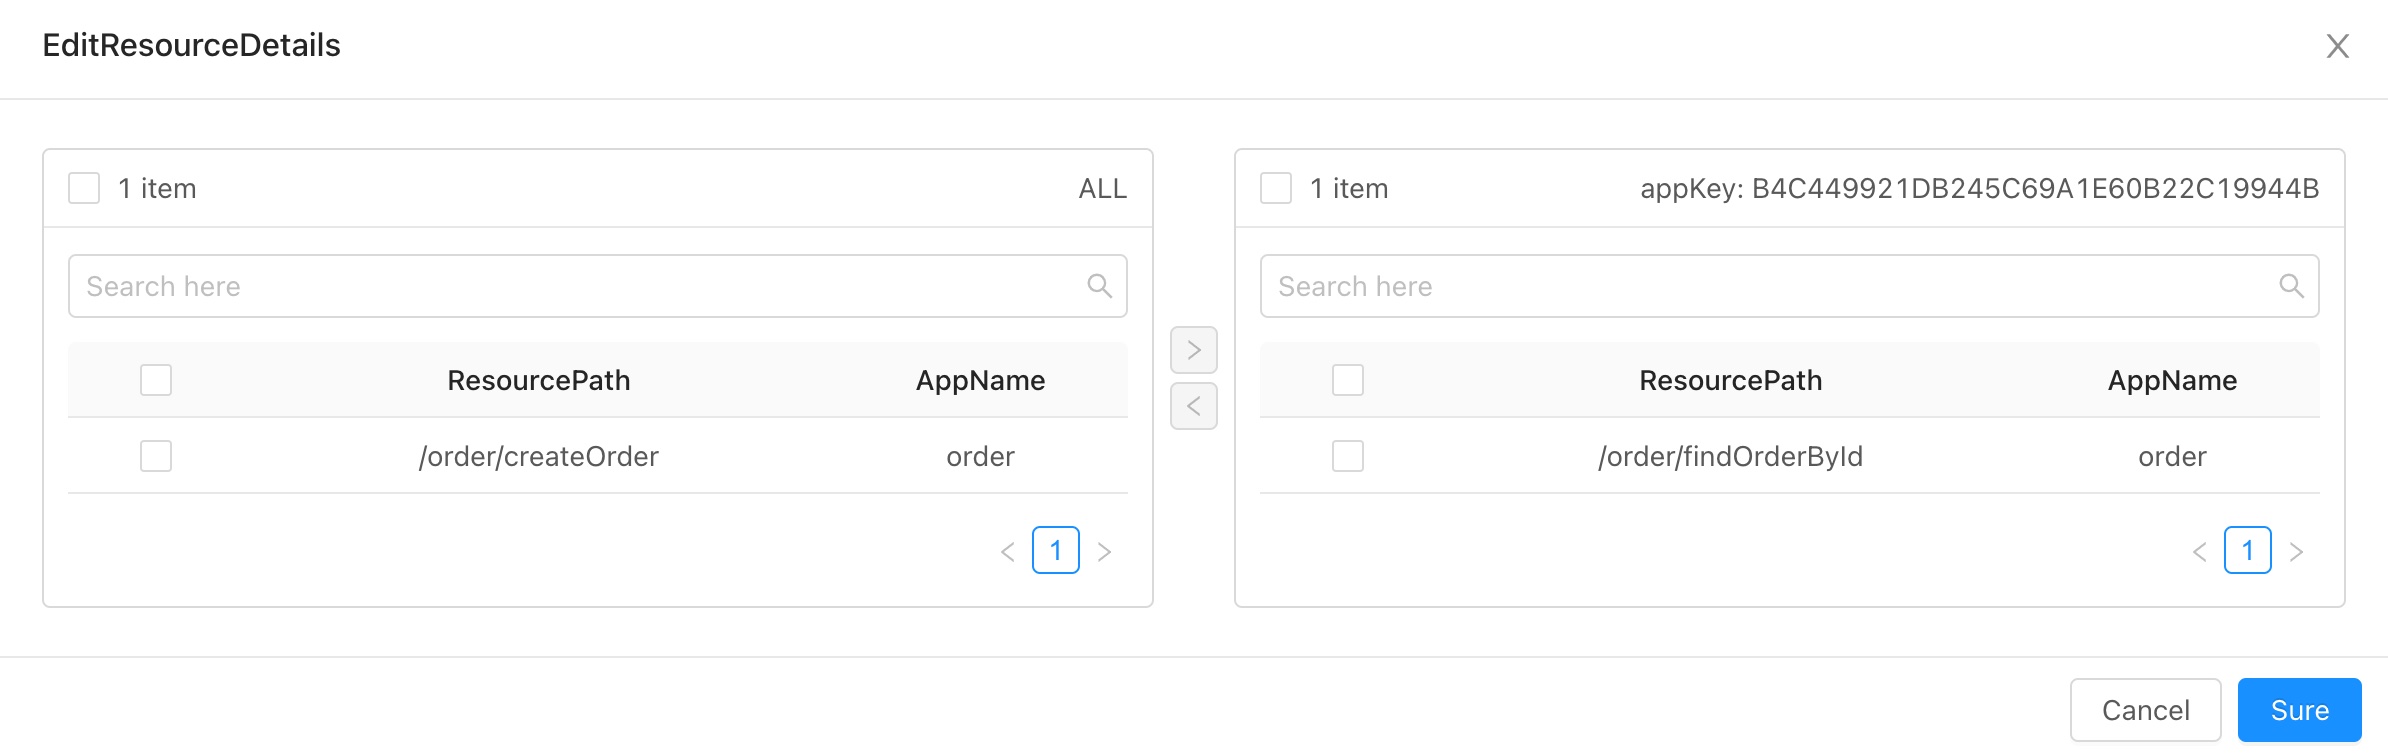 EditResourceDetails
1 item ALL
Search here
ResourcePath AppName
/order/createOrder order
1
1 item appKey: B4C449921DB245C69A1E60B22C19944B
Search here
ResourcePath AppName
/order/findOrderById order
1
Cancel Sure